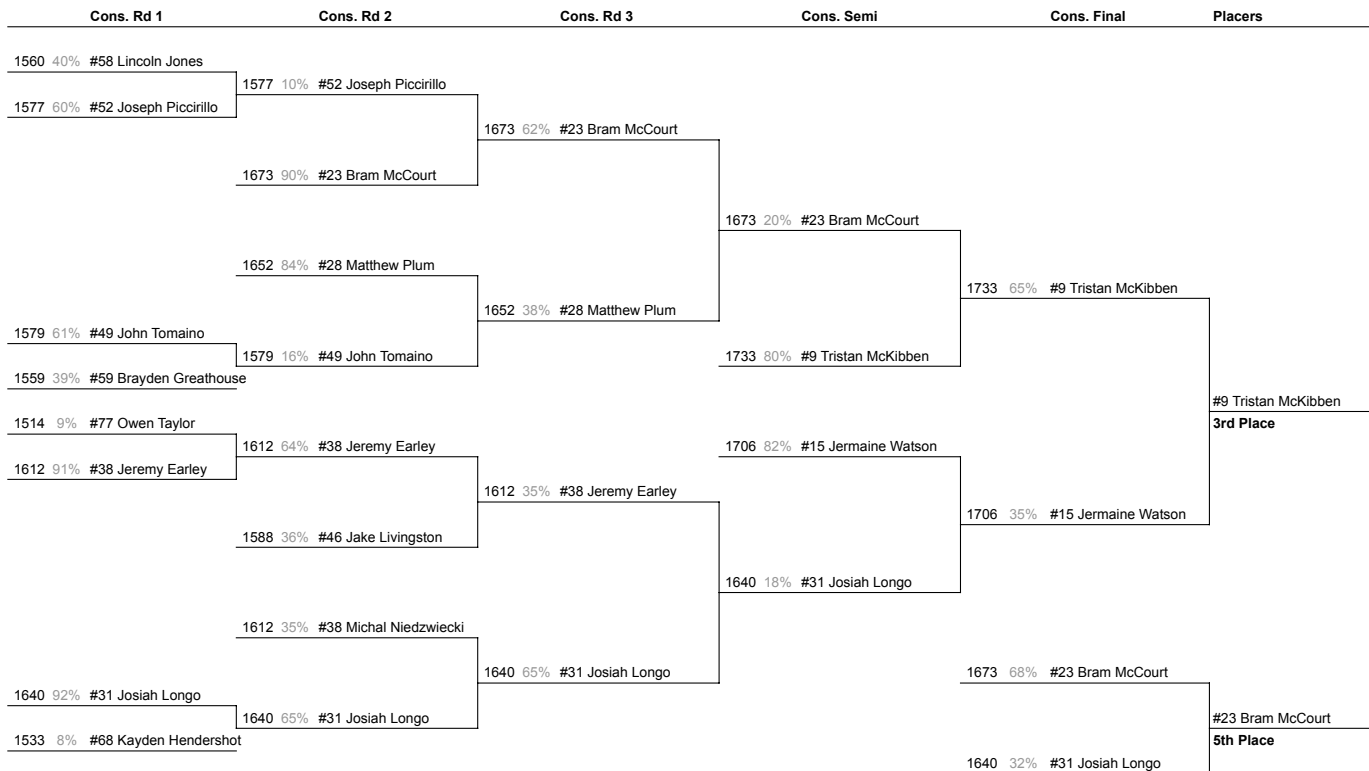 Cons. Rd 1 Cons. Rd 2 Cons. Rd 3 Cons. Semi Cons. Final Placers
1560 40% #58 Lincoln Jones
1577 10% #52 Joseph Piccirillo
1577 60% #52 Joseph Piccirillo
1673 62% #23 Bram McCourt
1673 90% #23 Bram McCourt
1673 20% #23 Bram McCourt
1652 84% #28 Matthew Plum
1733 65% #9 Tristan McKibben
1652 38% #28 Matthew Plum
1579 61% #49 John Tomaino
1579 16% #49 John Tomaino
1733 80% #9 Tristan McKibben
1559 39% #59 Brayden Greathouse
#9 Tristan McKibben
3rd Place
1514 9% #77 Owen Taylor
1612 64% #38 Jeremy Earley
1706 82% #15 Jermaine Watson
1612 91% #38 Jeremy Earley
1612 35% #38 Jeremy Earley
1706 35% #15 Jermaine Watson
1588 36% #46 Jake Livingston
1640 18% #31 Josiah Longo
1612 35% #38 Michal Niedzwiecki
1640 65% #31 Josiah Longo
1673 68% #23 Bram McCourt
1640 92% #31 Josiah Longo
1640 65% #31 Josiah Longo
#23 Bram McCourt
5th Place
1533 8% #68 Kayden Hendershot
1640 32% #31 Josiah Longo